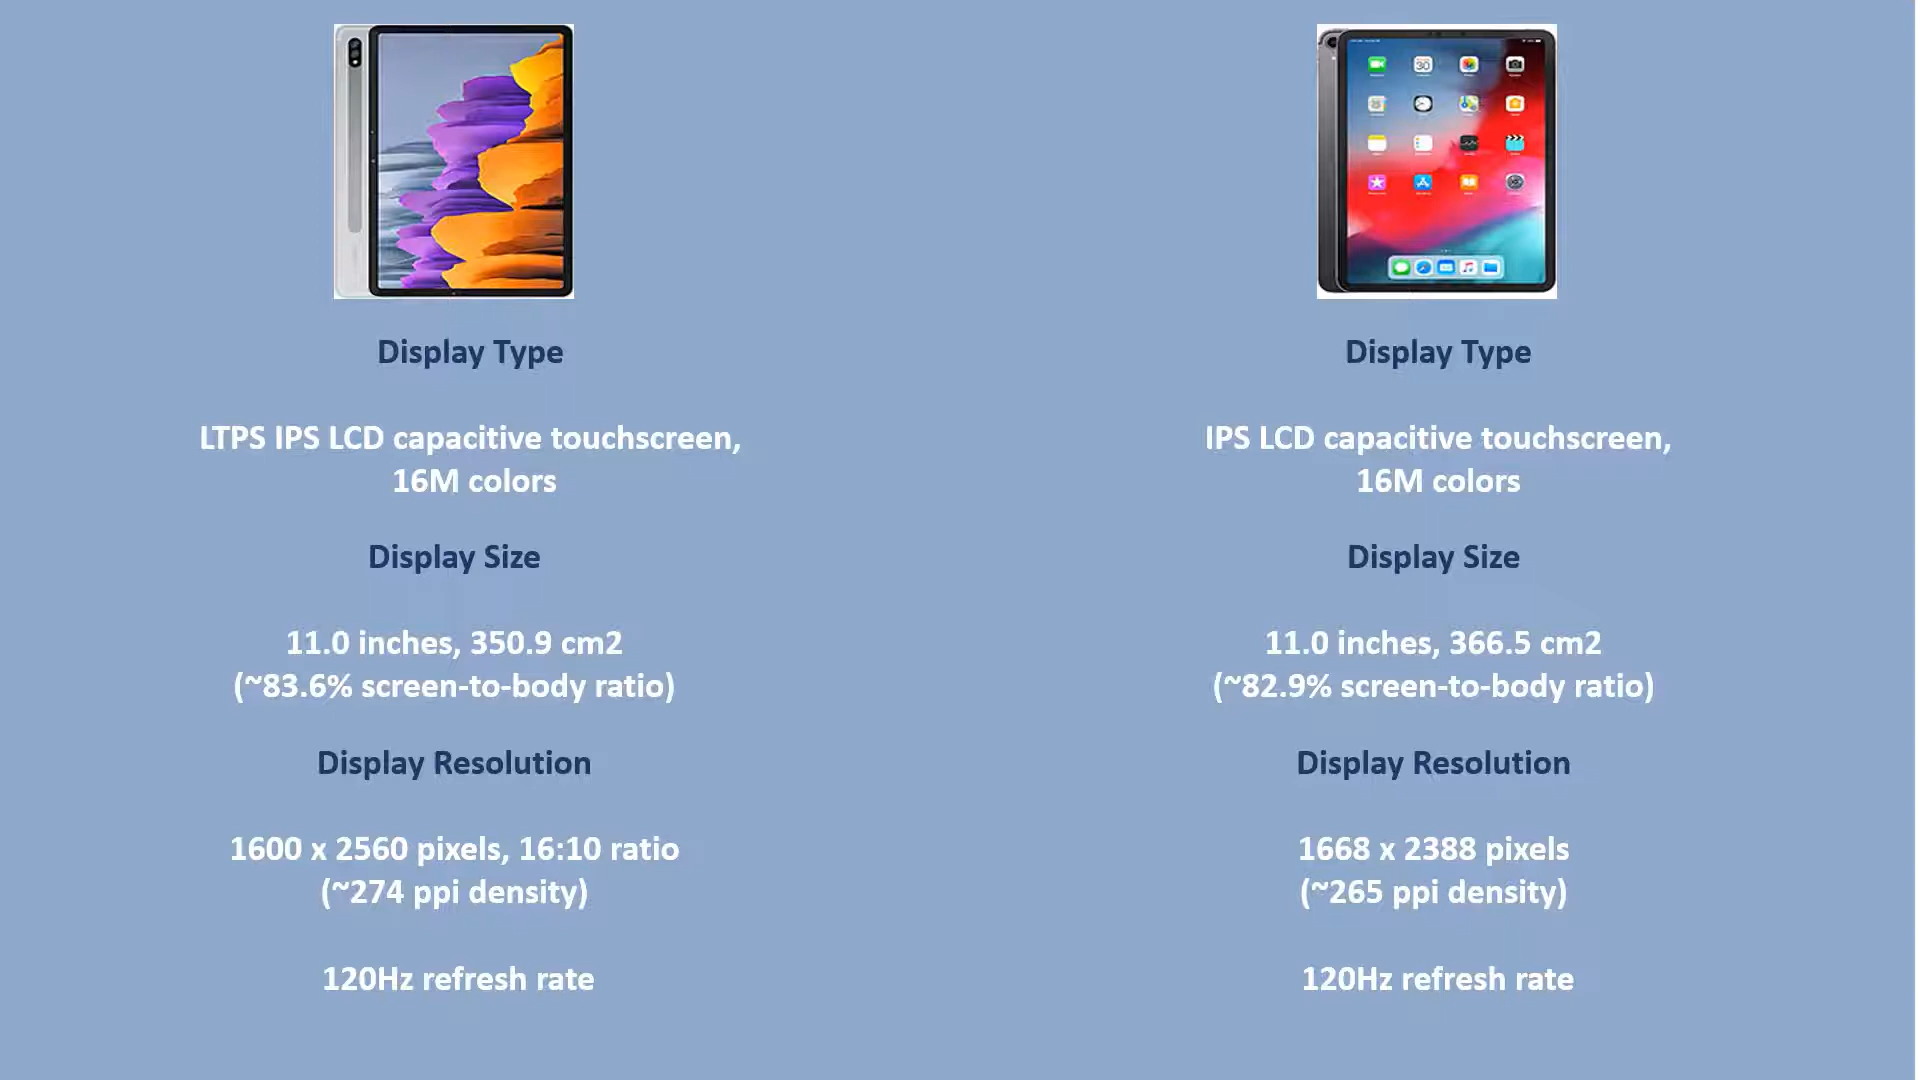 Display Type
LTPS IPS LCD capacitive touchscreen,
16M colors
Display Size
11.0 inches, 350.9 cm2
(~83.6% screen-to-body ratio)
Display Resolution
1600 x 2560 pixels, 16:10 ratio
(~274 ppi density)
120Hz refresh rate
30
Display Type
IPS LCD capacitive touchscreen,
16M colors
Display Size
11.0 inches, 366.5 cm2
(~82.9% screen-to-body ratio)
Display Resolution
1668 x 2388 pixels
(~265 ppi density)
120Hz refresh rate